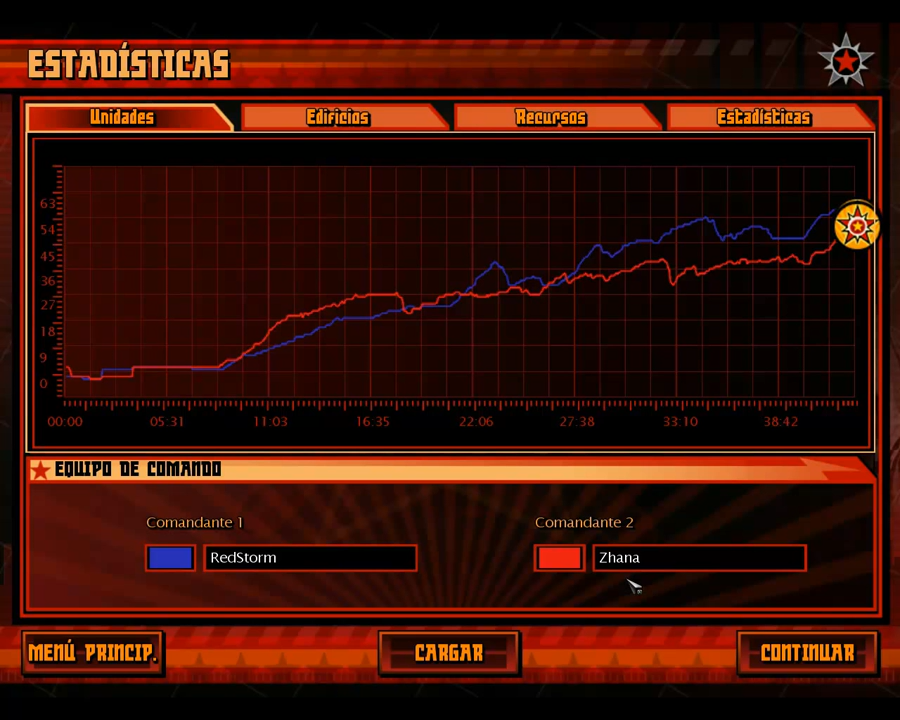 ESTADÍSTICAS
Unidades
Edificios
Recursos
Estadísticas
63
54
45
36
27
18
9
0
00:00 05:31 11:03 16:35 22:06 27:38 33:10 38:42
EQUIPO DE COMANDO
Comandante 1
Comandante 2
RedStorm
Zhana
MENÚ PRINCIP.
CARGAR
CONTINUAR